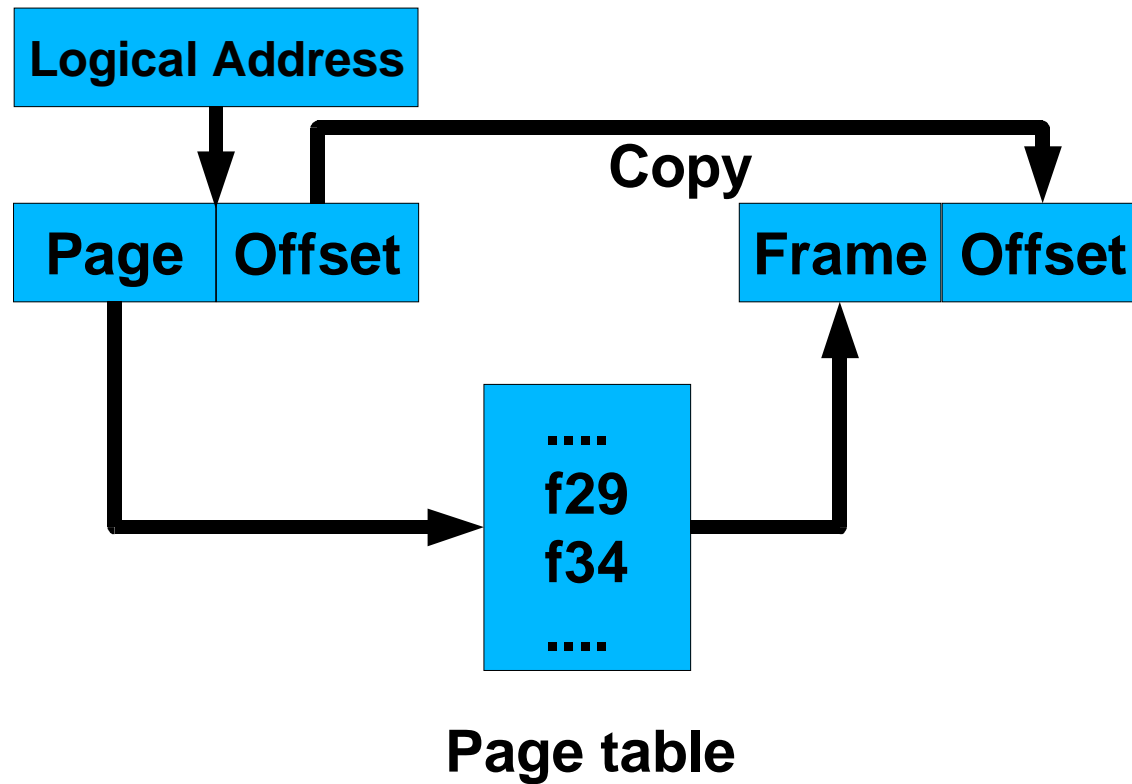 Logical Address
Copy
Page Offset
Frame Offset
....
f29
f34
....
Page table